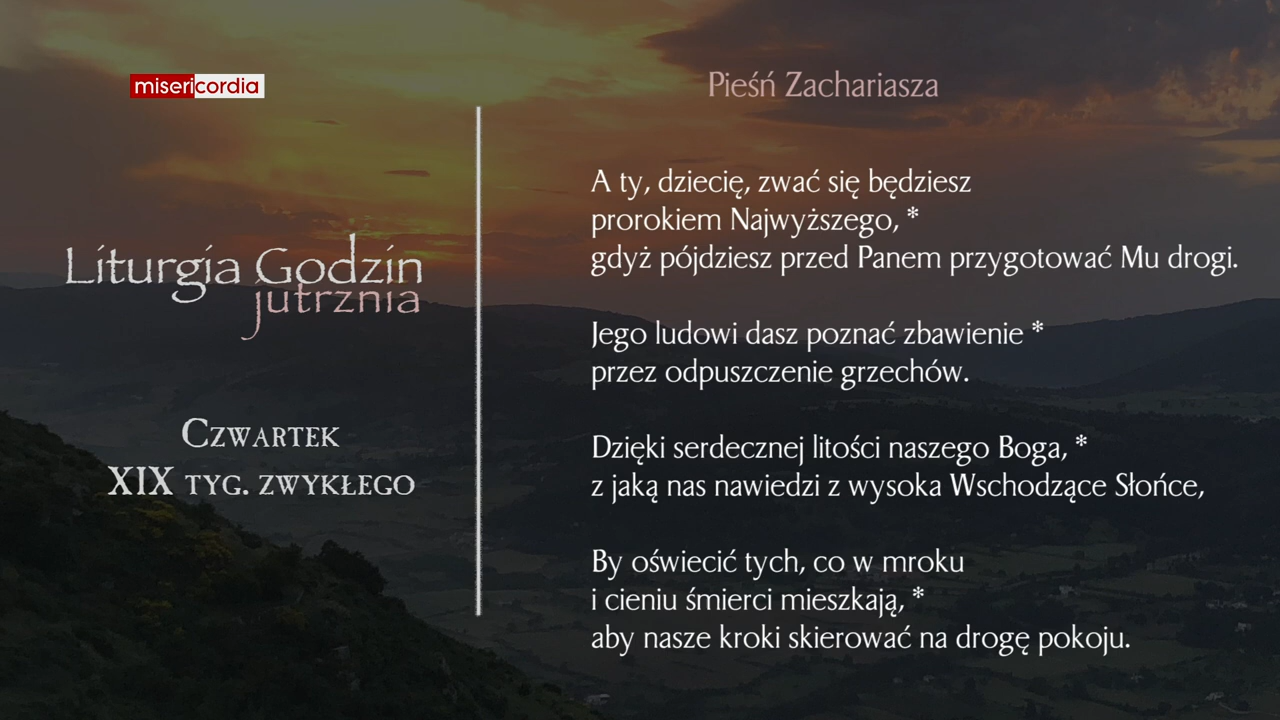 misericordia
Liturgia Godzin
jutrznia
Czwartek
XIX tyg. zwykłego
Pieśń Zachariasza
A ty, dziecię, zwać się będziesz
prorokiem Najwyższego, *
gdyż pójdziesz przed Panem przygotować Mu drogi.
Jego ludowi dasz poznać zbawienie *
przez odpuszczenie grzechów.
Dzięki serdecznej litości naszego Boga, *
z jaką nas nawiedzi z wysoka Wschodzące Słońce,
By oświecić tych, co w mroku
i cieniu śmierci mieszkają, *
aby nasze kroki skierować na drogę pokoju.